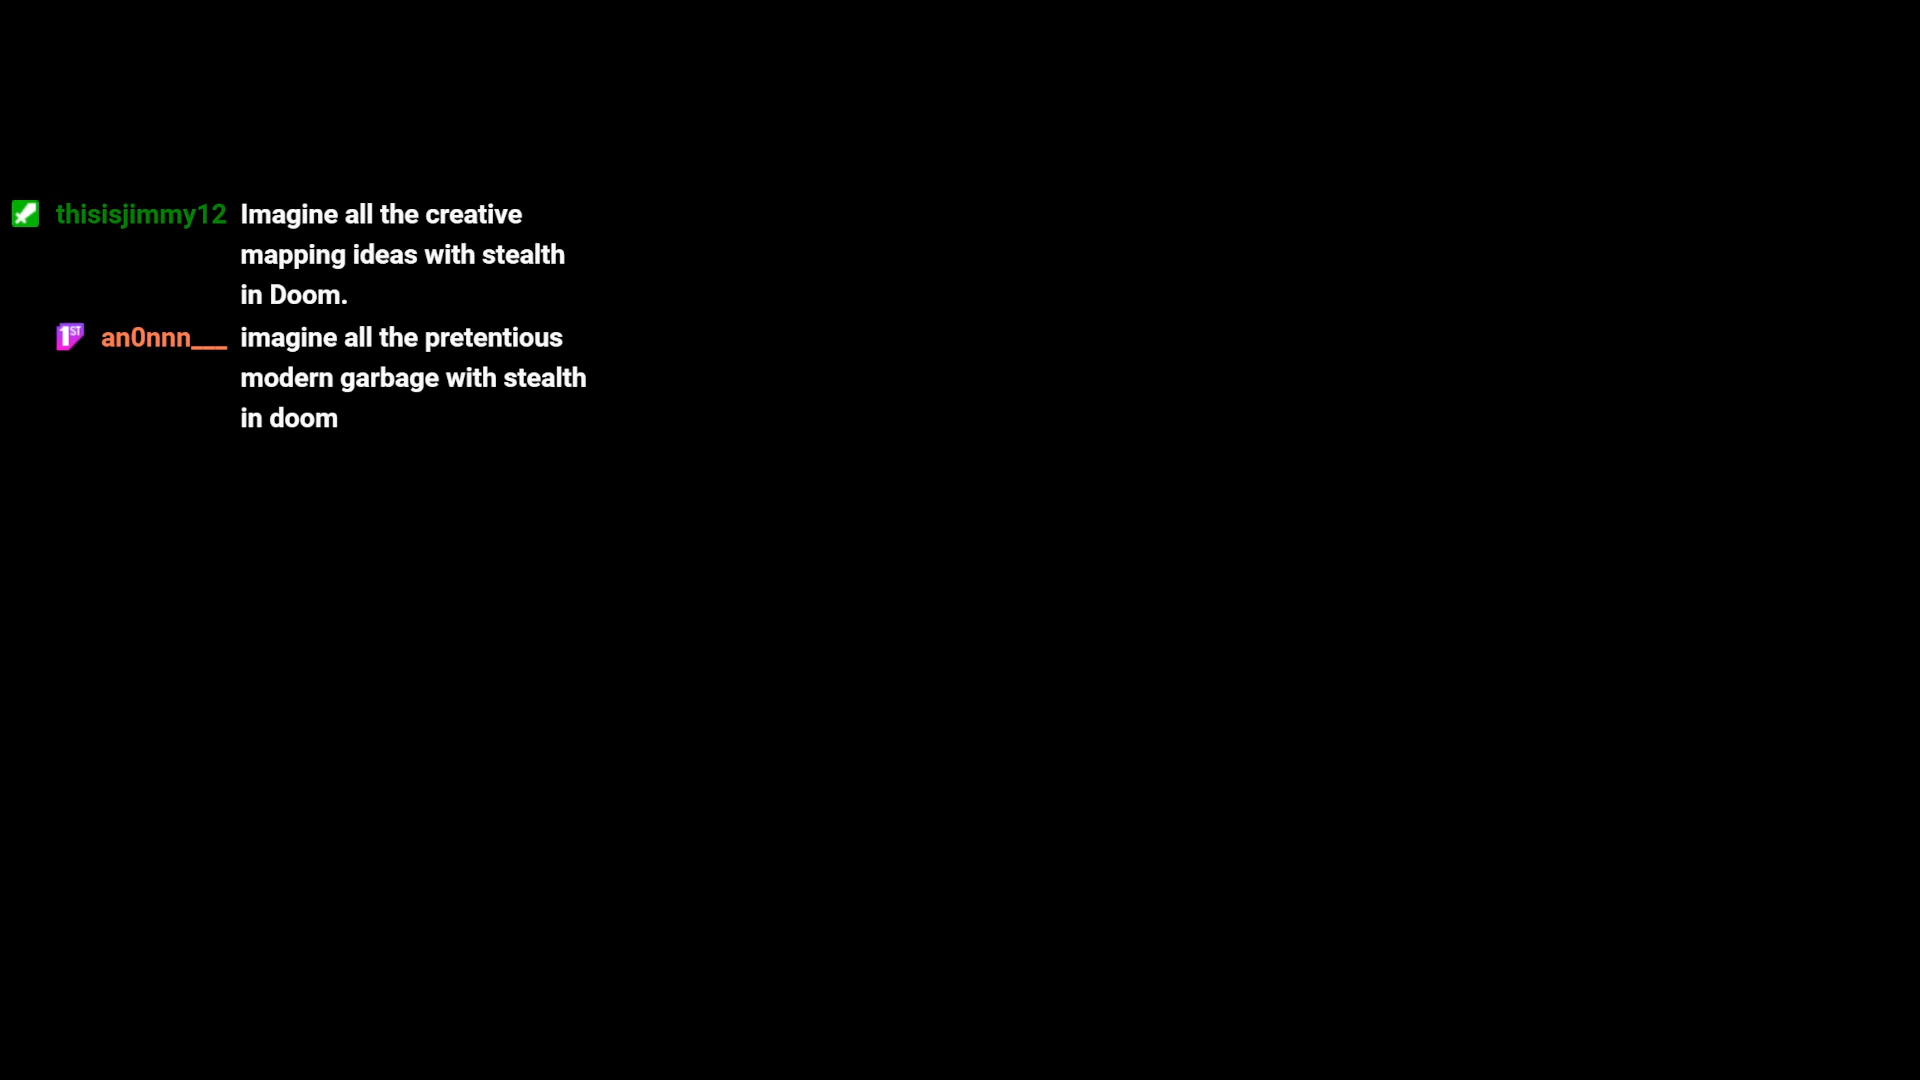 thisisjimmy12 Imagine all the creative
mapping ideas with stealth
in Doom.
1ST an0nnn___ imagine all the pretentious
modern garbage with stealth
in doom